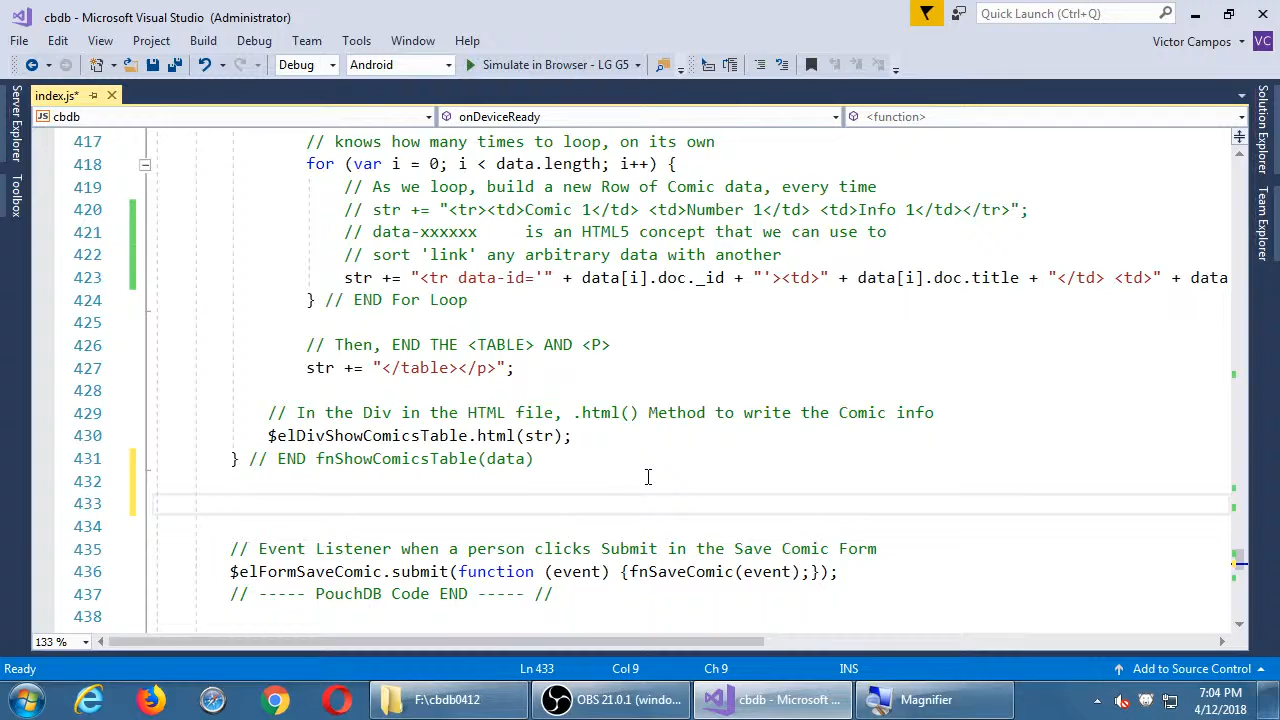 cbdb - Microsoft Visual Studio (Administrator)
Quick Launch (Ctrl+Q)
File Edit View Project Build Debug Team Tools Window Help
Victor Campos VC
Debug Android Simulate in Browser - LG G5
index.js*
cbdb onDeviceReady <function>
Server Explorer
Toolbox
Solution Explorer
Team Explorer
417 // knows how many times to loop, on its own
418 for (var i = 0; i < data.length; i++) {
419 // As we loop, build a new Row of Comic data, every time
420 // str += "<tr><td>Comic 1</td> <td>Number 1</td> <td>Info 1</td></tr>";
421 // data-xxxxxx is an HTML5 concept that we can use to
422 // sort 'link' any arbitrary data with another
423 str += "<tr data-id='" + data[i].doc._id + "'><td>" + data[i].doc.title + "</td> <td>" + data
424 } // END For Loop
425
426 // Then, END THE <TABLE> AND <P>
427 str += "</table></p>";
428
429 // In the Div in the HTML file, .html() Method to write the Comic info
430 $elDivShowComicsTable.html(str);
431 } // END fnShowComicsTable(data)
432
433
434
435 // Event Listener when a person clicks Submit in the Save Comic Form
436 $elFormSaveComic.submit(function (event) {fnSaveComic(event);});
437 // ----- PouchDB Code END ----- //
438
133 %
Ready Ln 433 Col 9 Ch 9 INS Add to Source Control
F:\cbdb0412 OBS 21.0.1 (windo... cbdb - Microsoft ... Magnifier
7:04 PM
4/12/2018